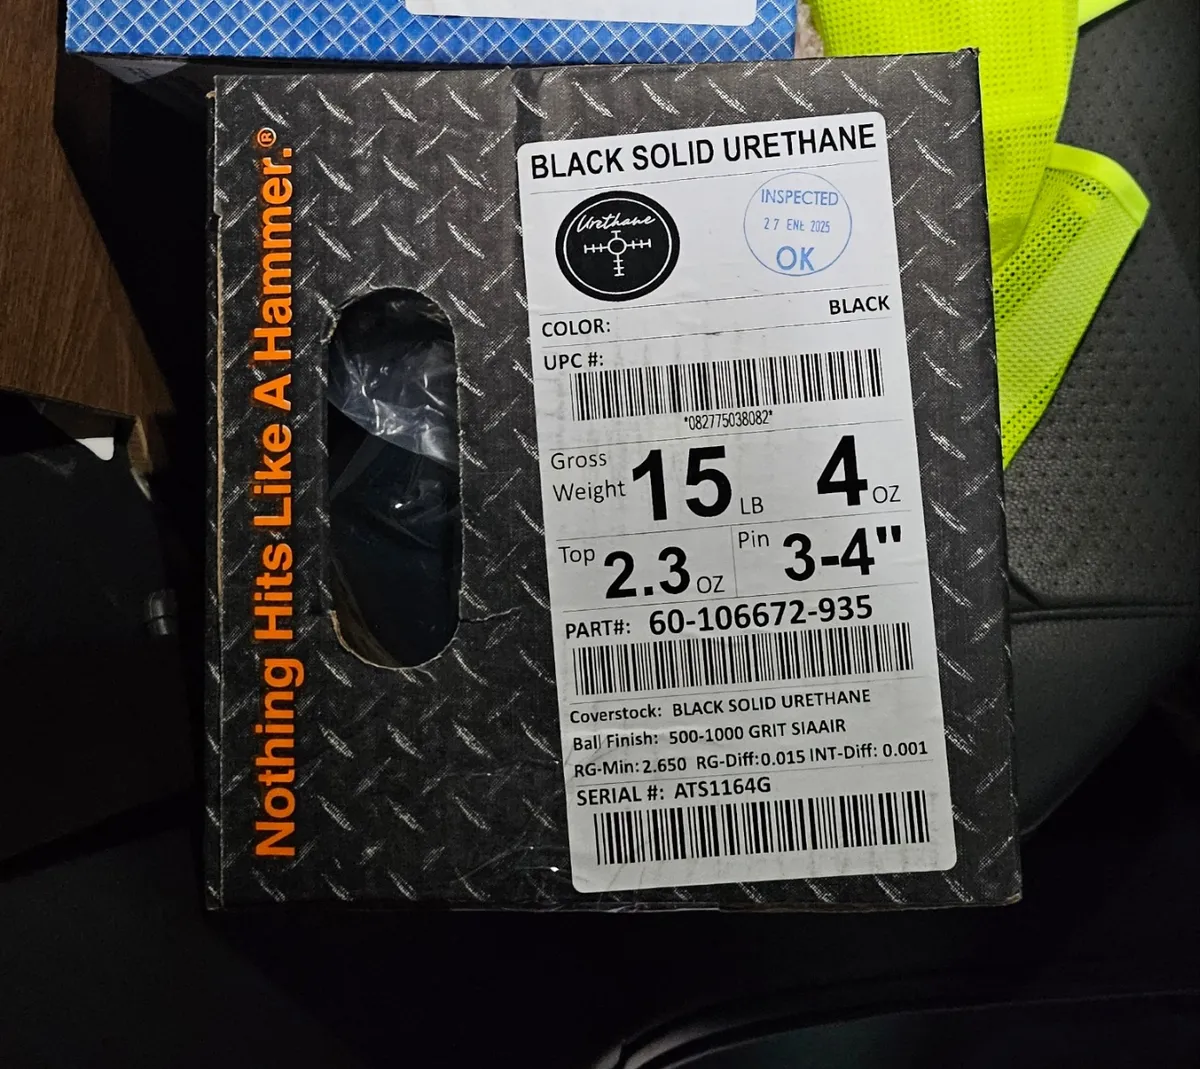 Nothing Hits Like A Hammer.®
BLACK SOLID URETHANE
Urethane
INSPECTED
27 ENE 2025
OK
COLOR: BLACK
UPC #:
*082775038082*
Gross Weight 15 LB 4 OZ
Top 2.3 OZ Pin 3-4"
PART#: 60-106672-935
Coverstock: BLACK SOLID URETHANE
Ball Finish: 500-1000 GRIT SIAAIR
RG-Min: 2.650 RG-Diff: 0.015 INT-Diff: 0.001
SERIAL #: ATS1164G